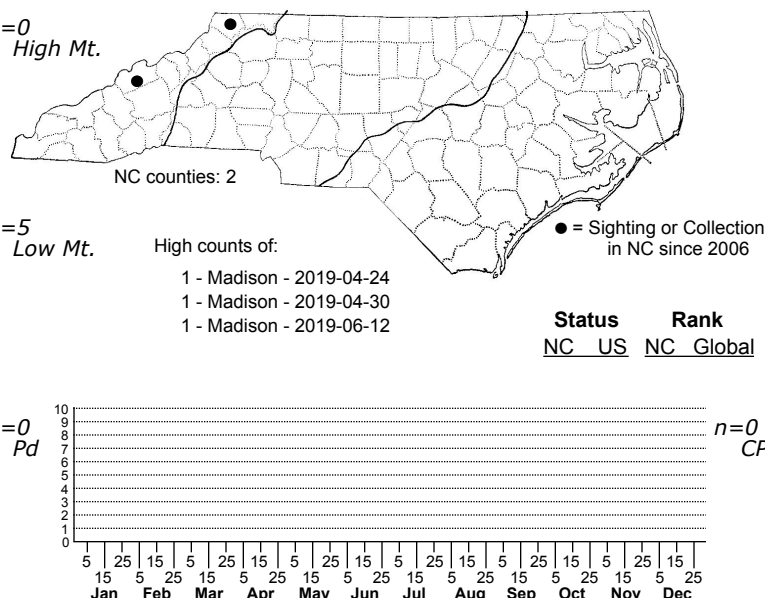 =0
High Mt.
NC counties: 2
=5
Low Mt.
High counts of:
1 - Madison - 2019-04-24
1 - Madison - 2019-04-30
1 - Madison - 2019-06-12
● = Sighting or Collection
in NC since 2006
Status Rank
NC US NC Global
=0
Pd
n=0
CP
10
9
8
7
6
5
4
3
2
1
0
5 25 15 5 25 15 5 25 15 5 25 15 5 25 15 5 25 15
15 5 25 15 5 25 15 5 25 15 5 25 15 5 25 15 5 25
Jan Feb Mar Apr May Jun Jul Aug Sep Oct Nov Dec